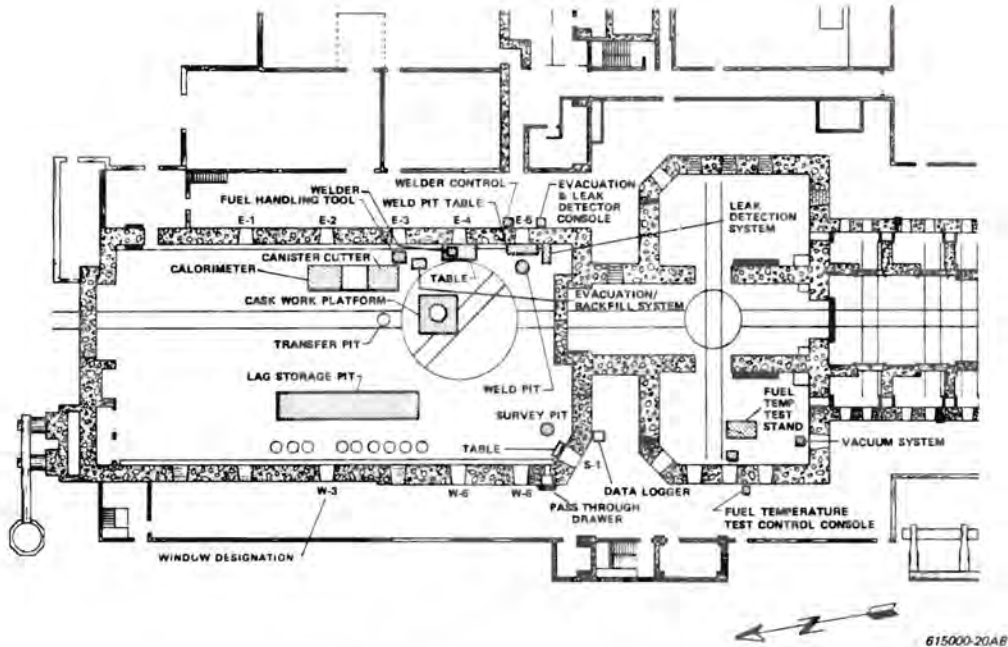 WELDER CONTROL
WELDER
FUEL HANDLING TOOL
WELD PIT TABLE
EVACUATION
& LEAK
DETECTOR
CONSOLE
LEAK
DETECTION
SYSTEM
E-1
E-2
E-3
E-4
E-6
CANISTER CUTTER
CALORIMETER
TABLE
CASK WORK PLATFORM
EVACUATION/
BACKFILL SYSTEM
TRANSFER PIT
LAG STORAGE PIT
WELD PIT
SURVEY PIT
FUEL
TEMP
TEST
STAND
TABLE
VACUUM SYSTEM
S-1
W-3
W-6
W-8
DATA LOGGER
PASS THROUGH
DRAWER
FUEL TEMPERATURE
TEST CONTROL CONSOLE
WINDOW DESIGNATION
N
615000-20AB